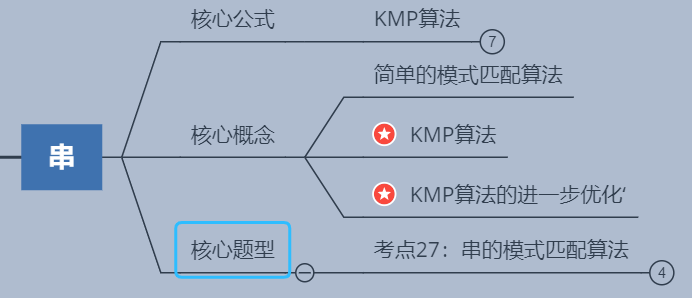 核心公式
KMP算法
7
简单的模式匹配算法
串
核心概念
KMP算法
KMP算法的进一步优化‘
核心题型
考点27：串的模式匹配算法
4